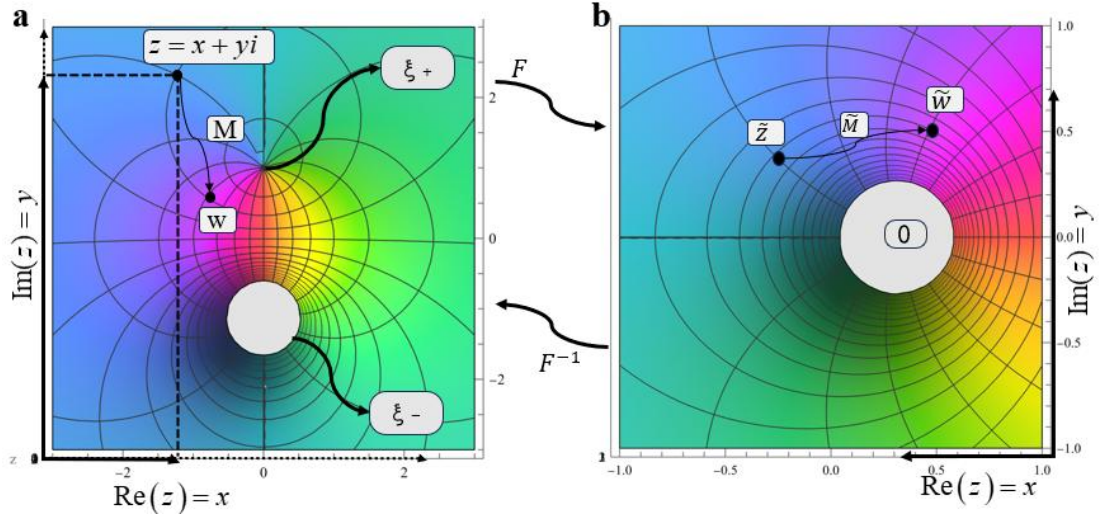 a
z = x + yi
ξ +
M
w
ξ −
Im(z) = y
2
0
−2
z
−2
0
2
Re(z) = x
F
F⁻¹
b
z̃
M̃
w̃
0
1.0
0.5
0.0
−0.5
−1.0
Im(z) = y
−1.0
−0.5
0.0
0.5
1.0
Re(z) = x